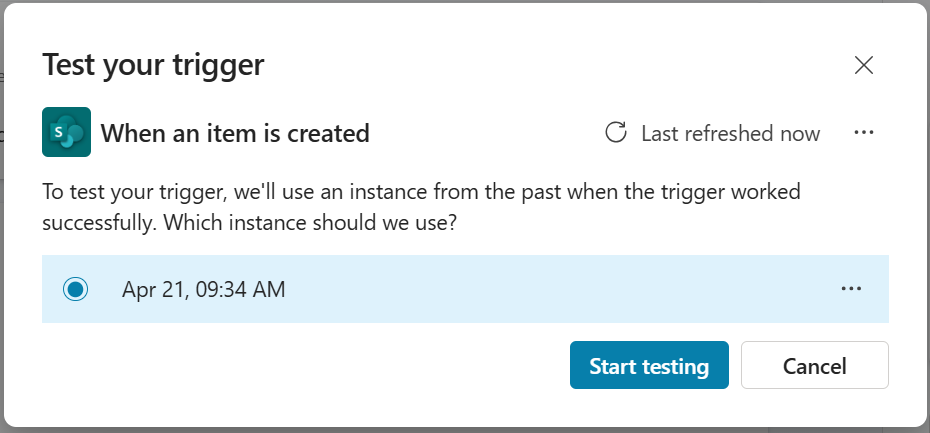 Test your trigger
S
When an item is created
Last refreshed now
To test your trigger, we'll use an instance from the past when the trigger worked
successfully. Which instance should we use?
Apr 21, 09:34 AM
Start testing
Cancel